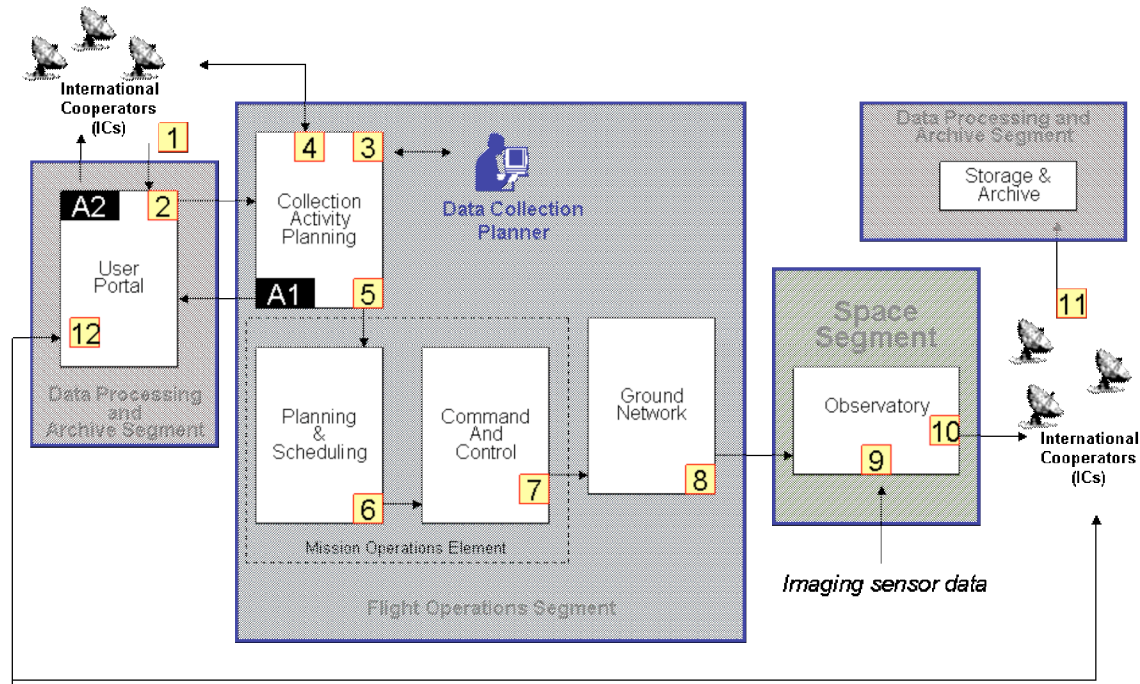 International
Cooperators
(ICs)
1
A2
2
User
Portal
12
Data Processing
and
Archive Segment
4
3
Collection
Activity
Planning
A1
5
Data Collection
Planner
Planning
&
Scheduling
6
Command
And
Control
7
Mission Operations Element
Ground
Network
8
Flight Operations Segment
Space
Segment
Observatory
10
9
Imaging sensor data
Data Processing and
Archive Segment
Storage &
Archive
11
International
Cooperators
(ICs)